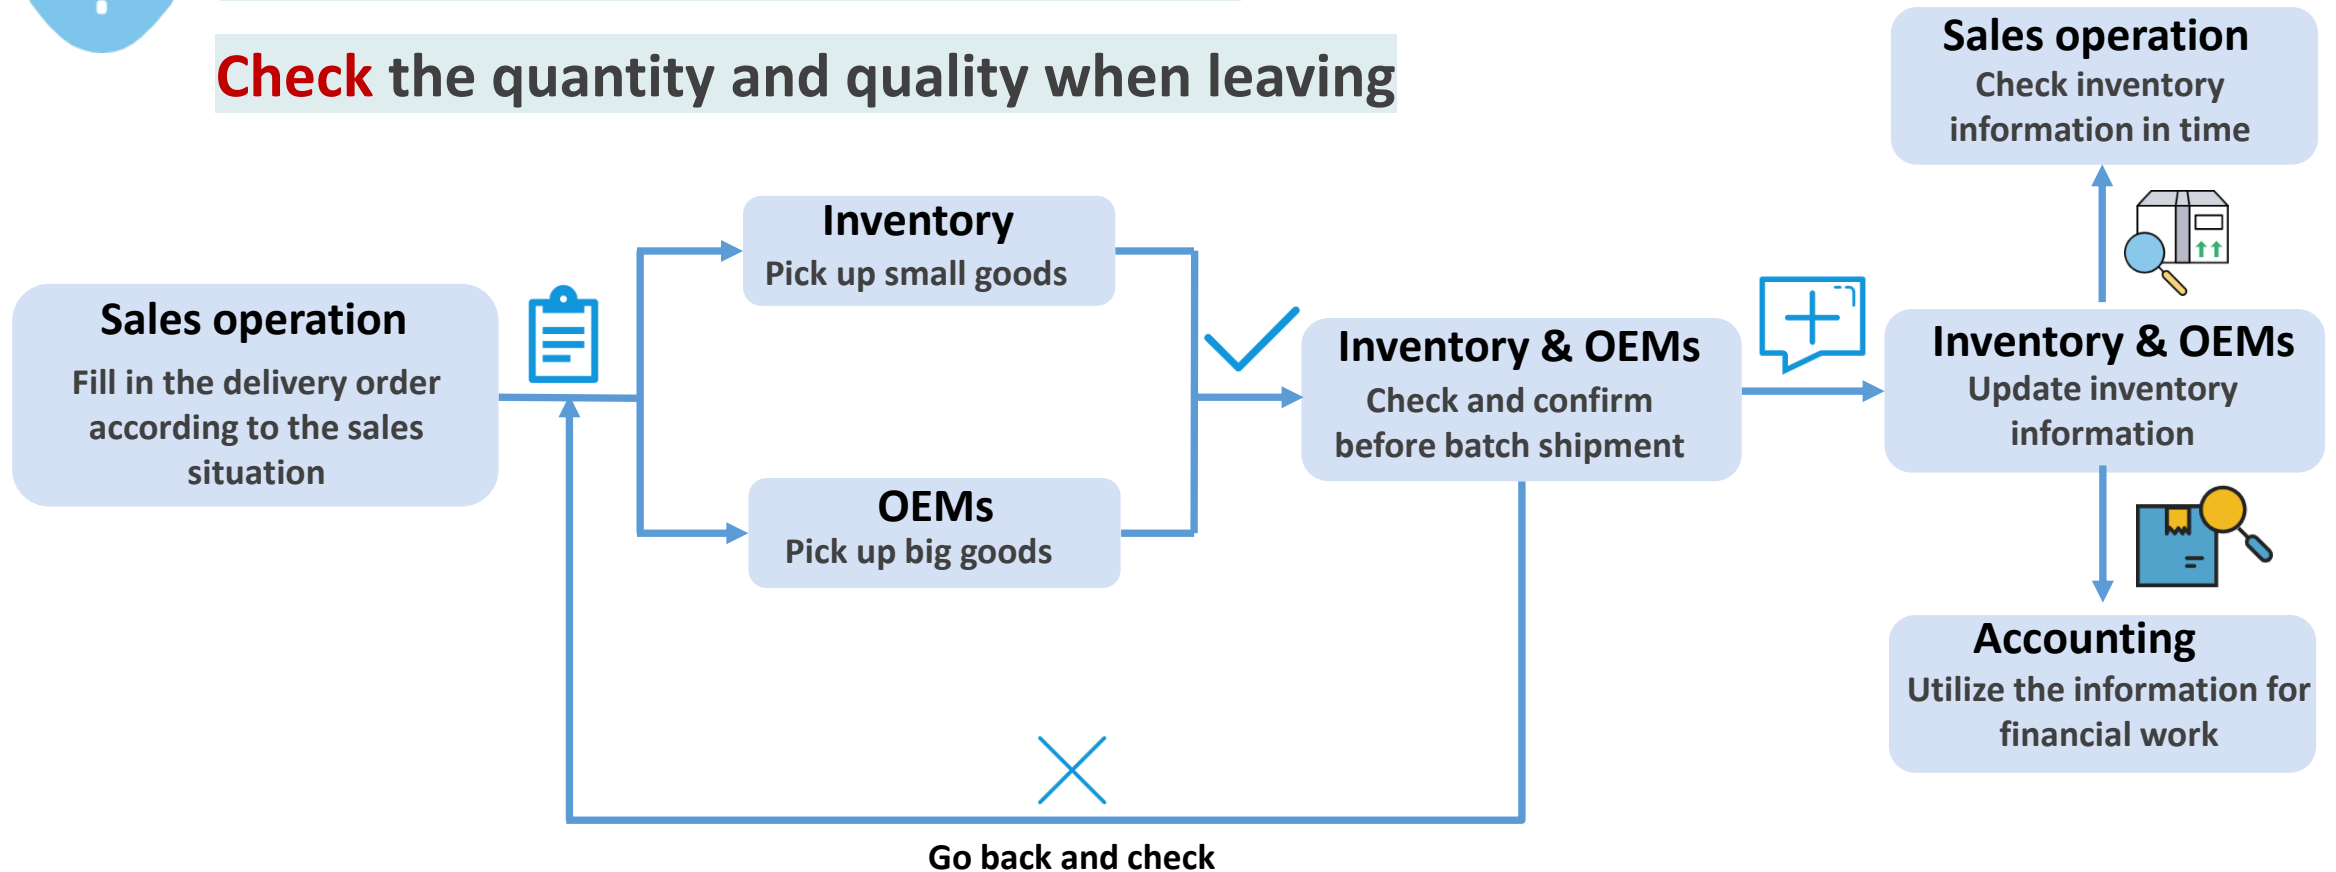 Check the quantity and quality when leaving
Sales operation
Fill in the delivery order
according to the sales
situation
Inventory
Pick up small goods
OEMs
Pick up big goods
Inventory & OEMs
Check and confirm
before batch shipment
Go back and check
Sales operation
Check inventory
information in time
Inventory & OEMs
Update inventory
information
Accounting
Utilize the information for
financial work